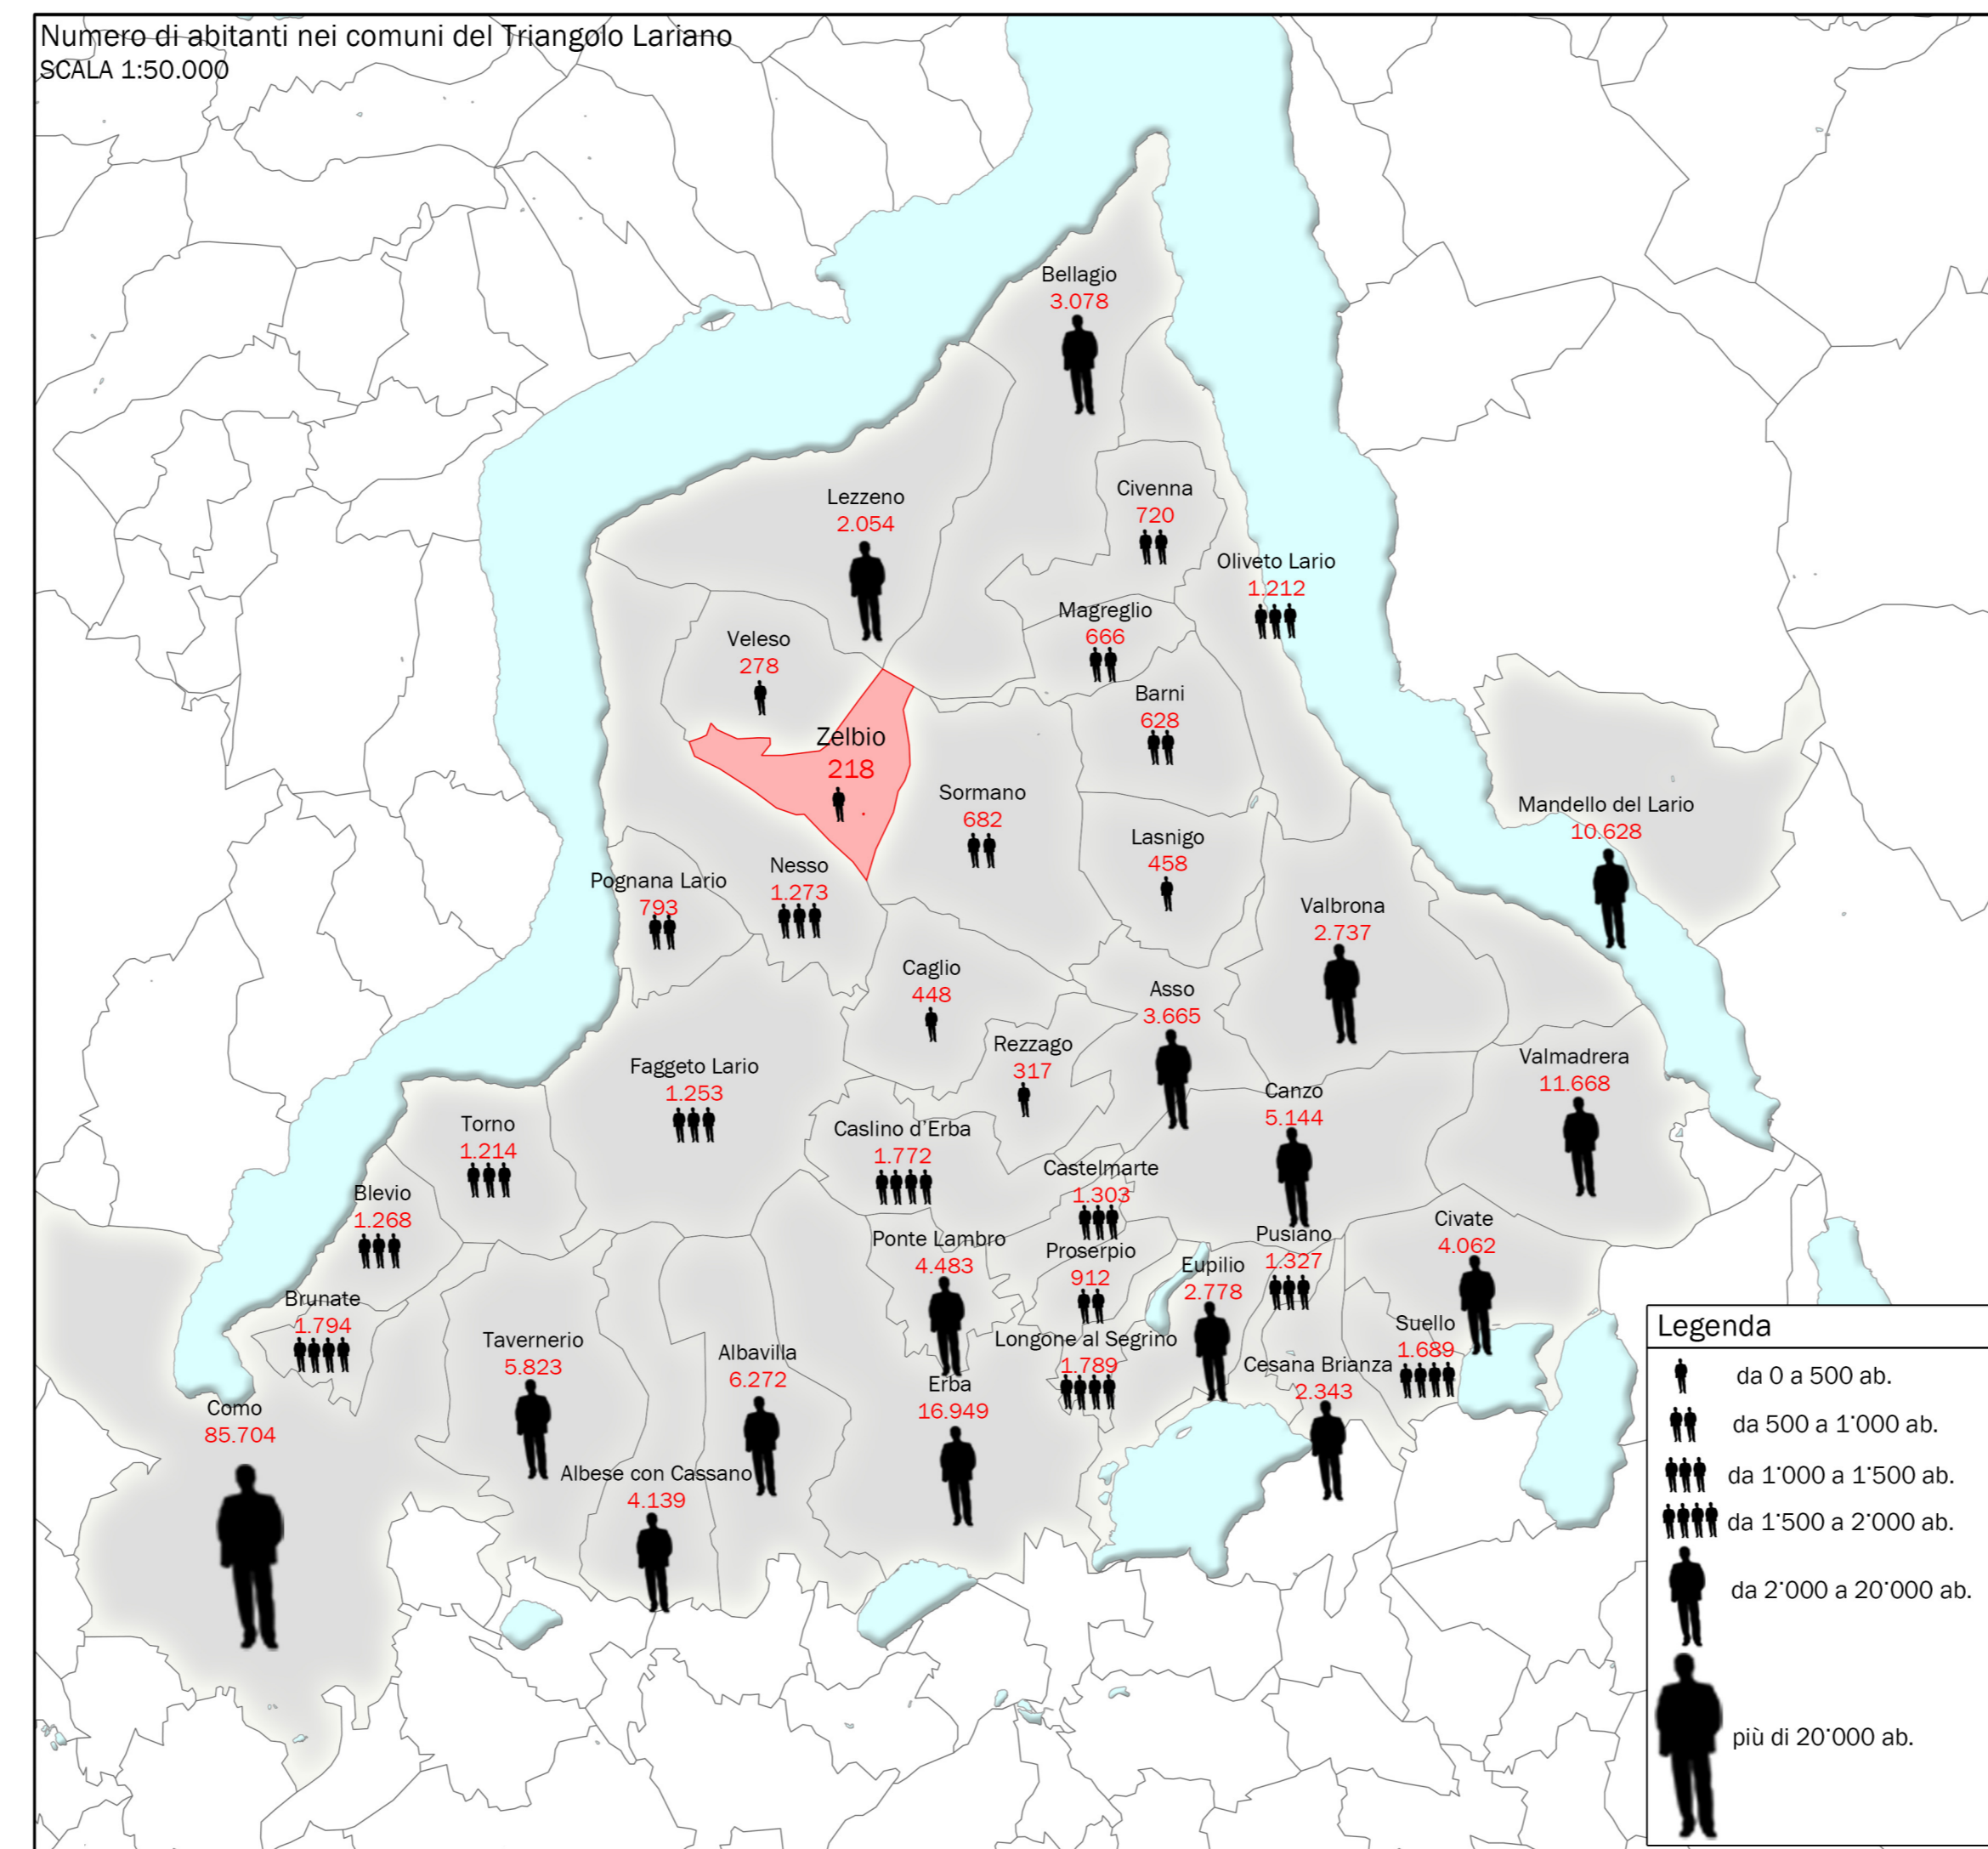 Numero di abitanti nei comuni del Triangolo Lariano
SCALA 1:50.000
Bellagio
3.078
Lezzeno
2.054
Civenna
720
Oliveto Lario
1.212
Magreglio
666
Veleso
278
Barni
628
Zelbio
218
Sormano
682
Mandello del Lario
10.628
Lasnigo
458
Nesso
1.273
Pognana Lario
793
Valbrona
2.737
Caglio
448
Asso
3.665
Rezzago
317
Valmadrera
11.668
Faggeto Lario
1.253
Canzo
5.144
Torno
1.214
Caslino d'Erba
1.772
Castelmarte
1.303
Blevio
1.268
Civate
4.062
Ponte Lambro
4.483
Pusiano
1.327
Proserpio
912
Eupilio
2.778
Brunate
1.794
Suello
1.689
Tavernerio
5.823
Longone al Segrino
1.789
Albavilla
6.272
Cesana Brianza
2.343
Erba
16.949
Como
85.704
Albese con Cassano
4.139
Legenda
da 0 a 500 ab.
da 500 a 1'000 ab.
da 1'000 a 1'500 ab.
da 1'500 a 2'000 ab.
da 2'000 a 20'000 ab.
più di 20'000 ab.